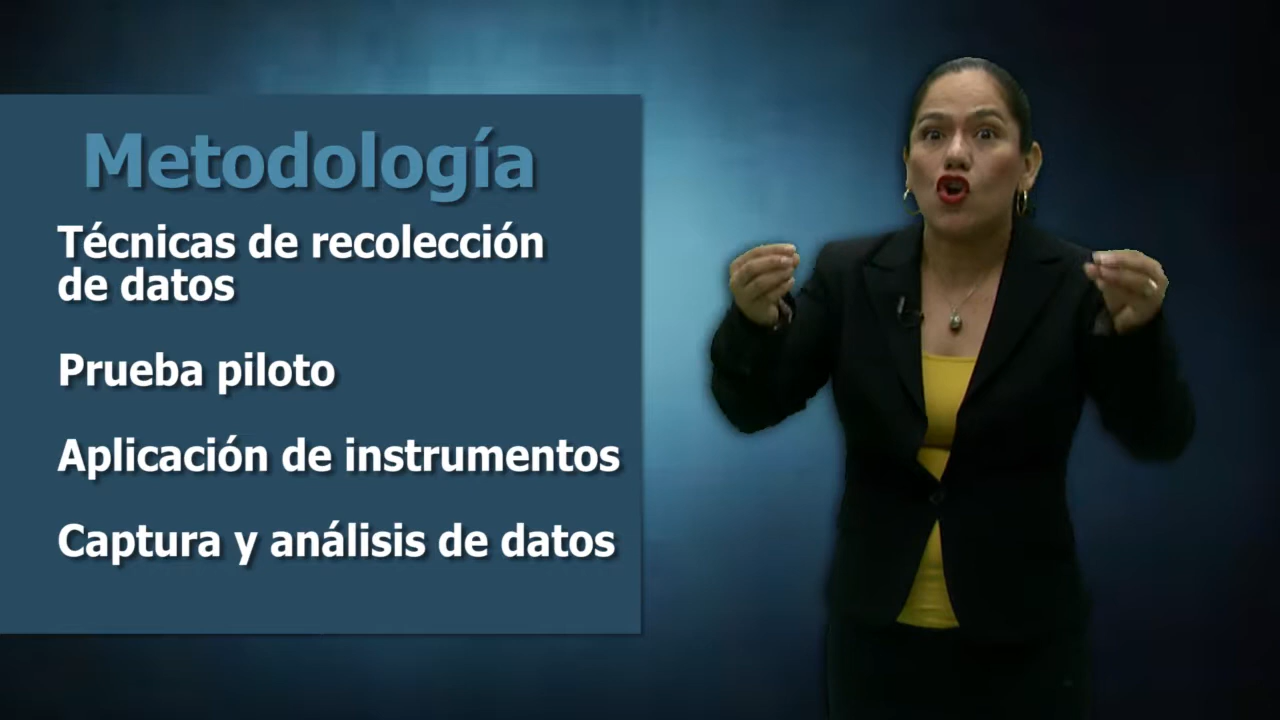 Metodología
Técnicas de recolección
de datos
Prueba piloto
Aplicación de instrumentos
Captura y análisis de datos